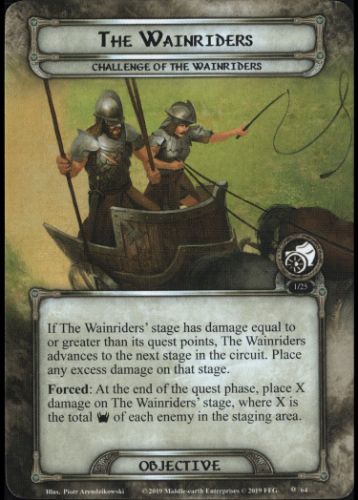 The Wainriders
Challenge of the Wainriders
1/25
If The Wainriders' stage has damage equal to
or greater than its quest points, The Wainriders
advances to the next stage in the circuit. Place
any excess damage on that stage.
Forced: At the end of the quest phase, place X
damage on The Wainriders' stage, where X is
the total of each enemy in the staging area.
Objective
Illus. Piotr Arendzikowski ©2019 Middle-earth Enterprises ©2019 FFG 64